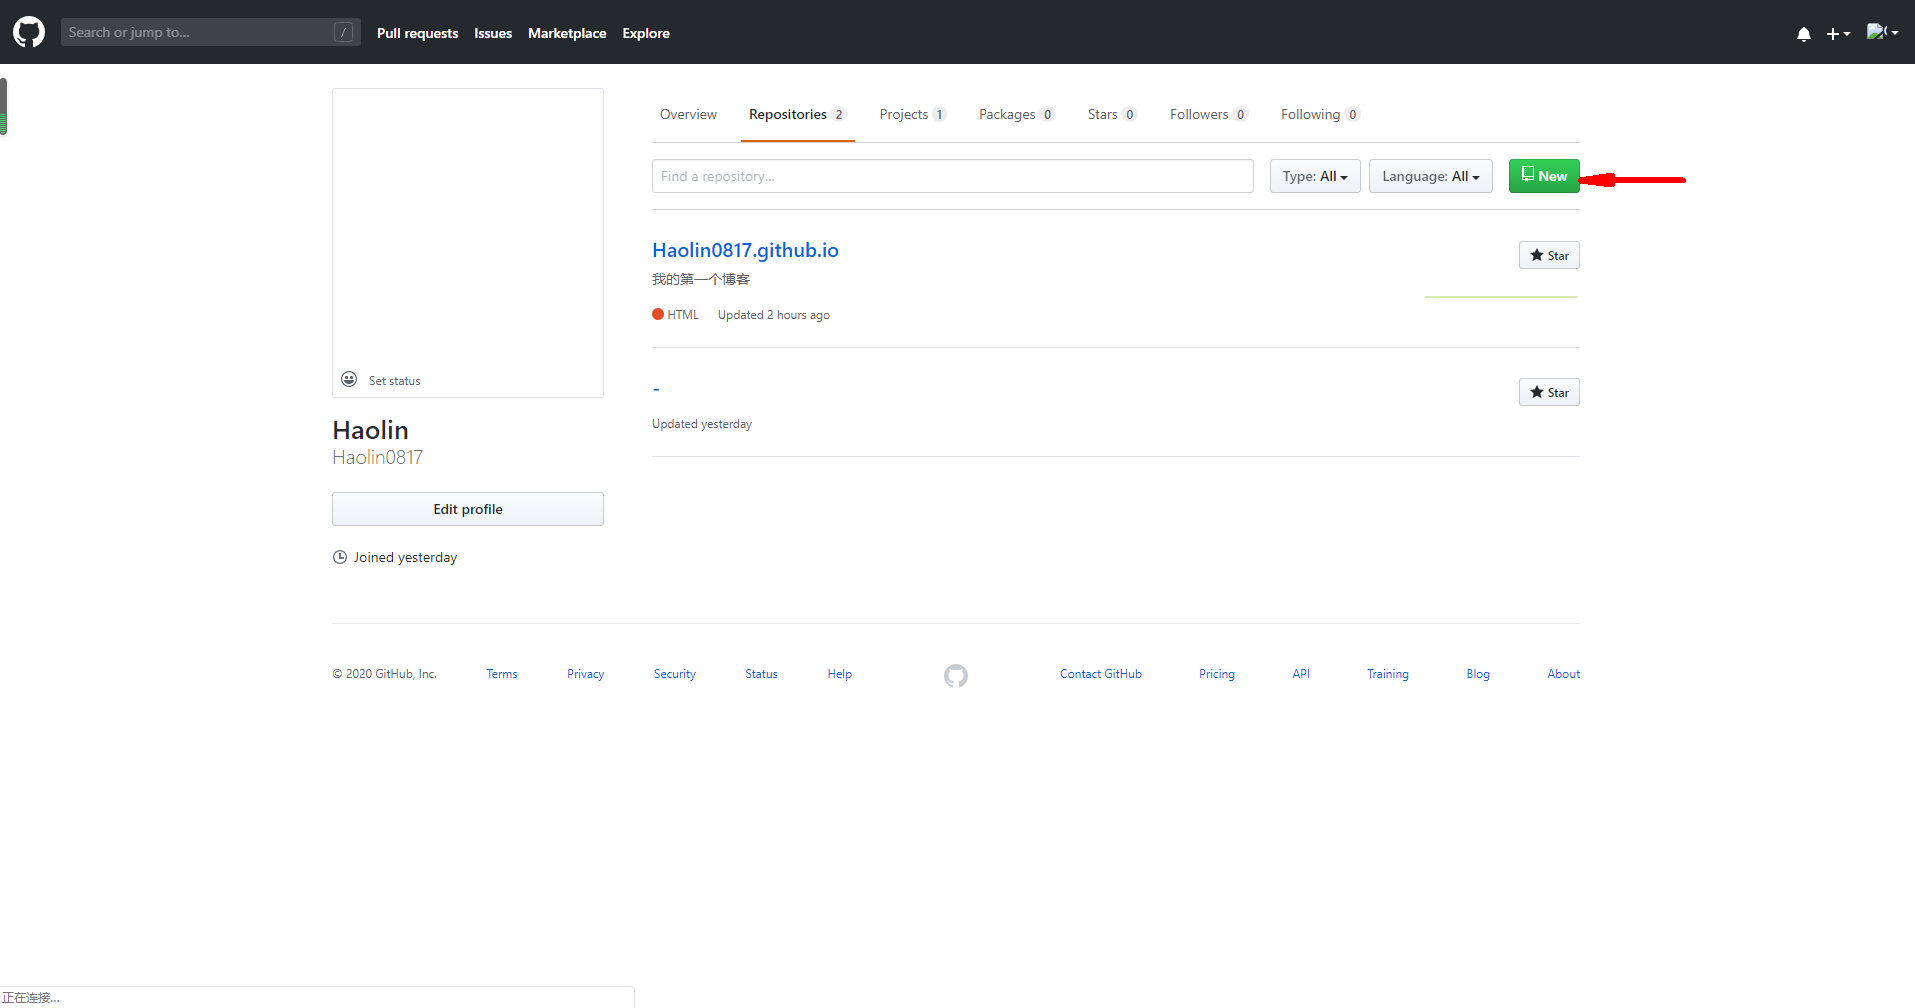 Search or jump to... /
Pull requests Issues Marketplace Explore
Overview Repositories 2 Projects 1 Packages 0 Stars 0 Followers 0 Following 0
Find a repository... Type: All Language: All New
Haolin0817.github.io
Star
我的第一个博客
HTML Updated 2 hours ago
-
Star
Updated yesterday
Set status
Haolin
Haolin0817
Edit profile
Joined yesterday
© 2020 GitHub, Inc. Terms Privacy Security Status Help Contact GitHub Pricing API Training Blog About
正在连接...